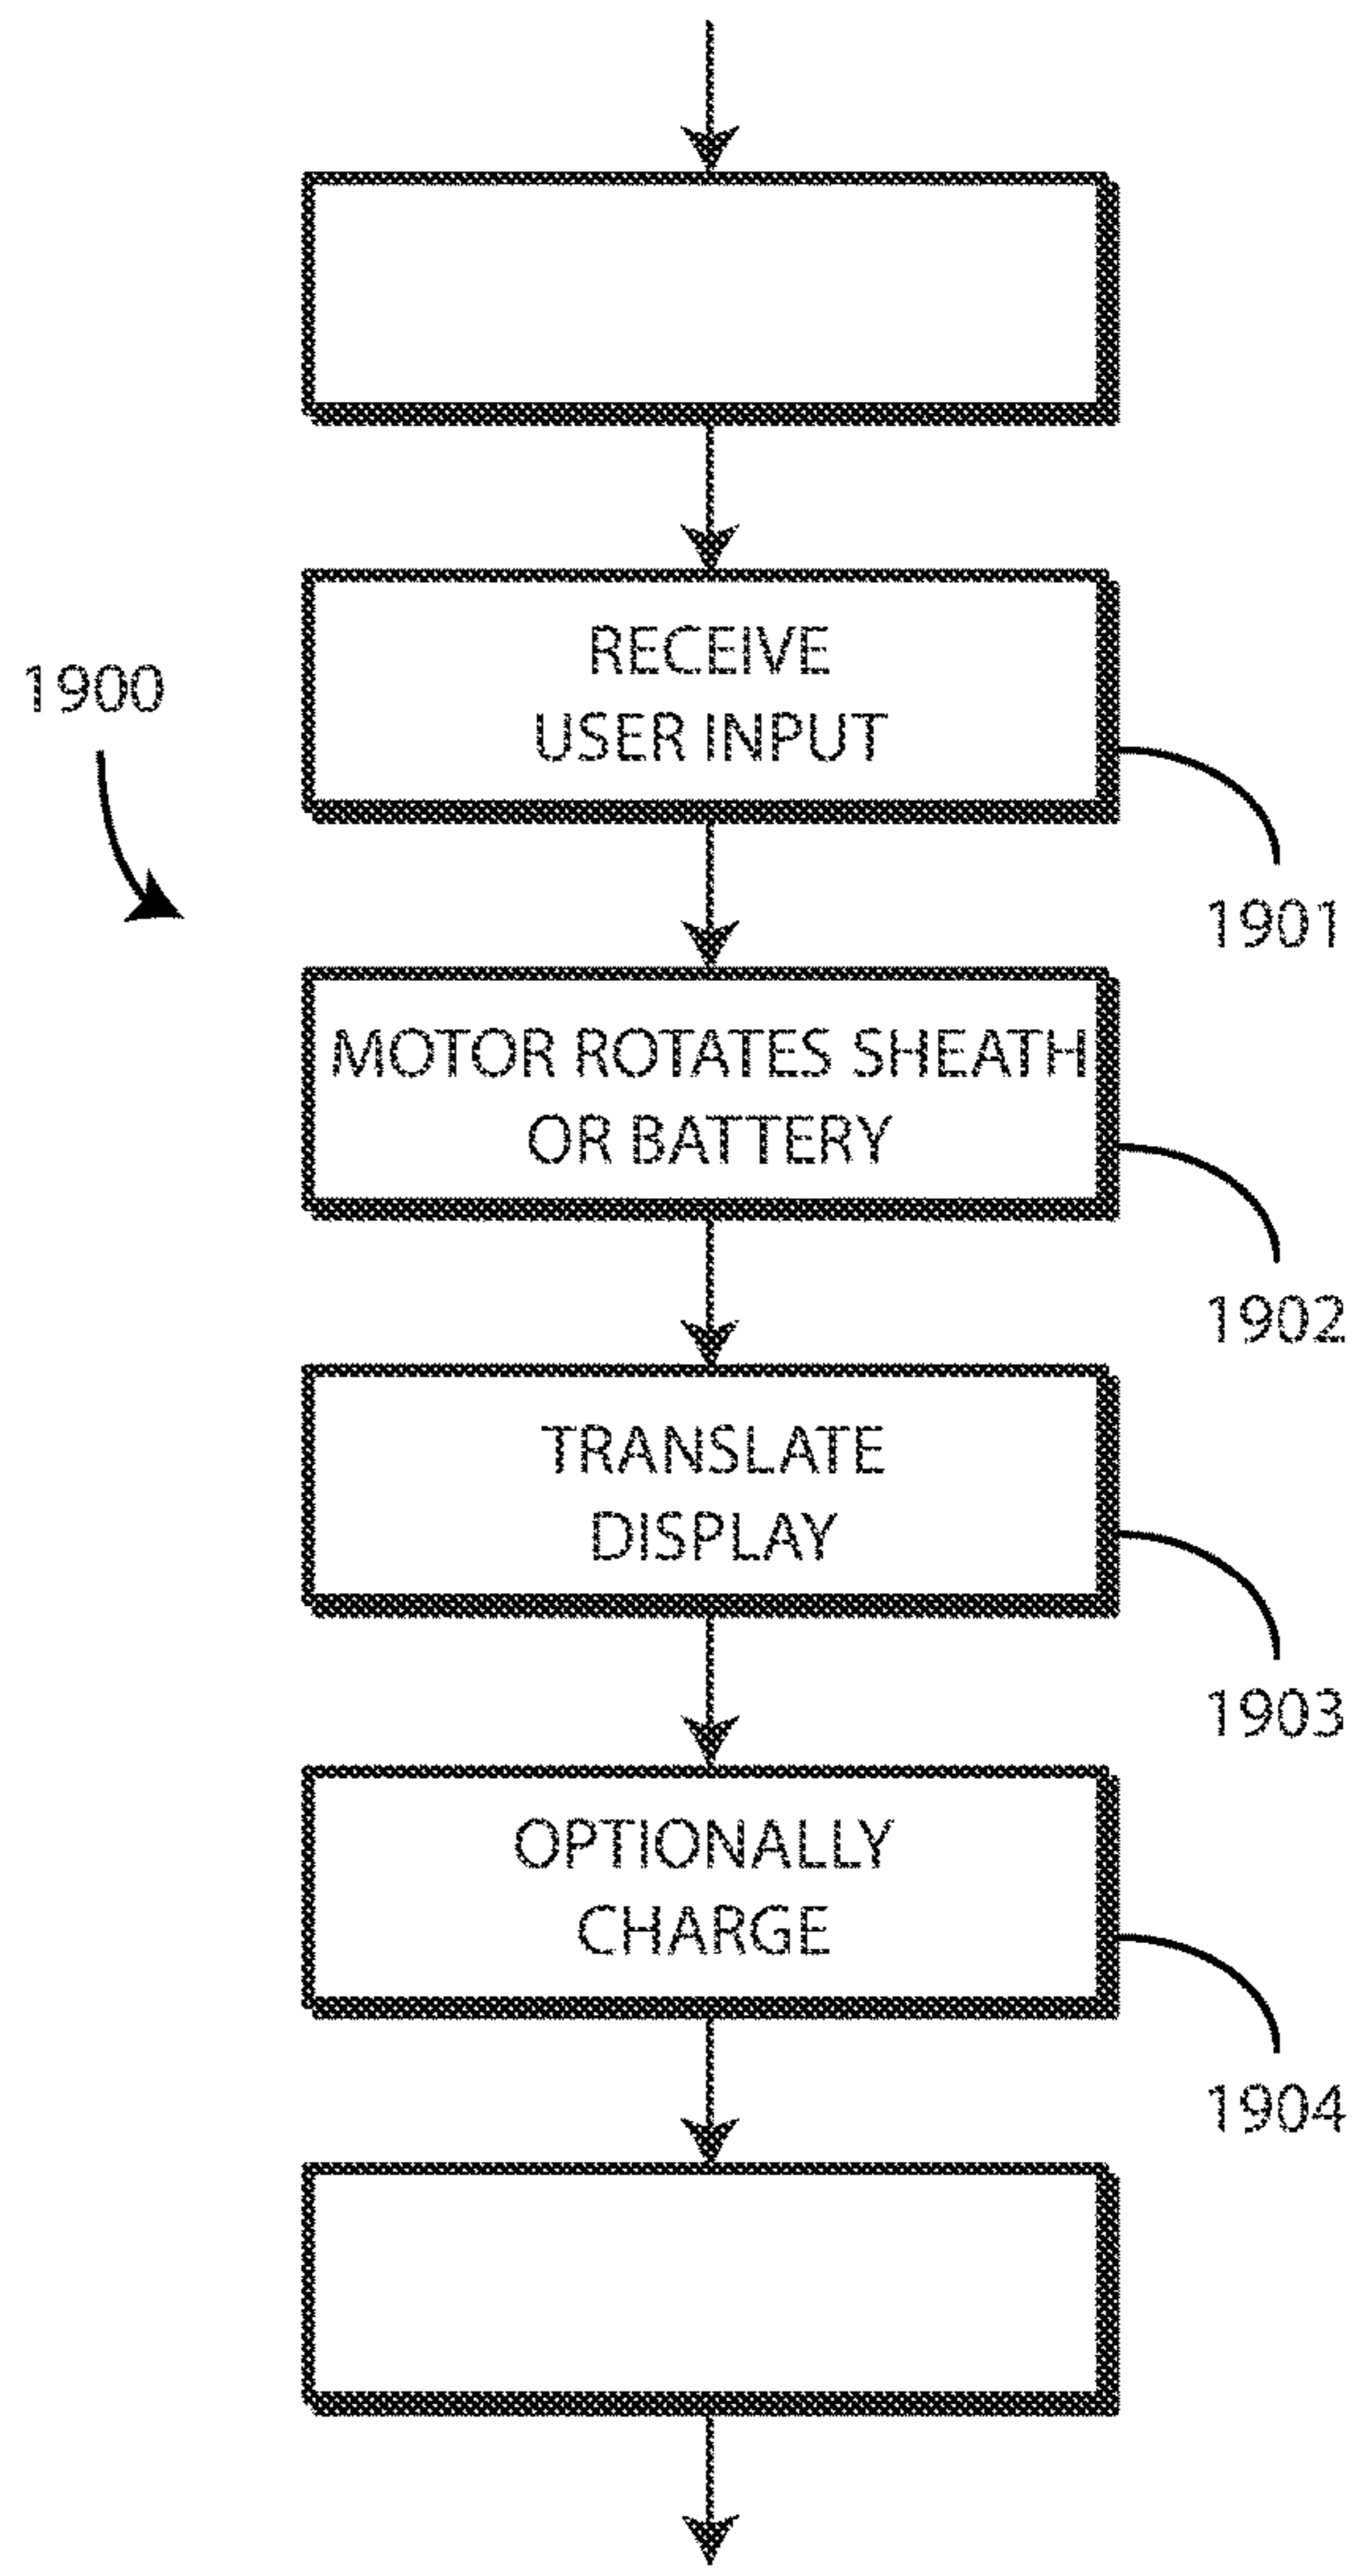 RECEIVE
USER INPUT
1900
1901
MOTOR ROTATES SHEATH
OR BATTERY
1902
TRANSLATE
DISPLAY
1903
OPTIONALLY
CHARGE
1904